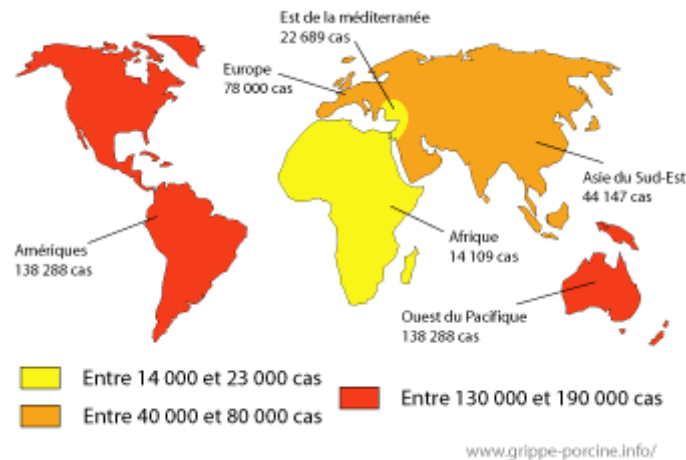 Est de la méditerranée
22 689 cas
Europe
78 000 cas
Asie du Sud-Est
44 147 cas
Afrique
14 109 cas
Amériques
138 288 cas
Ouest du Pacifique
138 288 cas
Entre 14 000 et 23 000 cas
Entre 40 000 et 80 000 cas
Entre 130 000 et 190 000 cas
www.grippe-porcine.info/